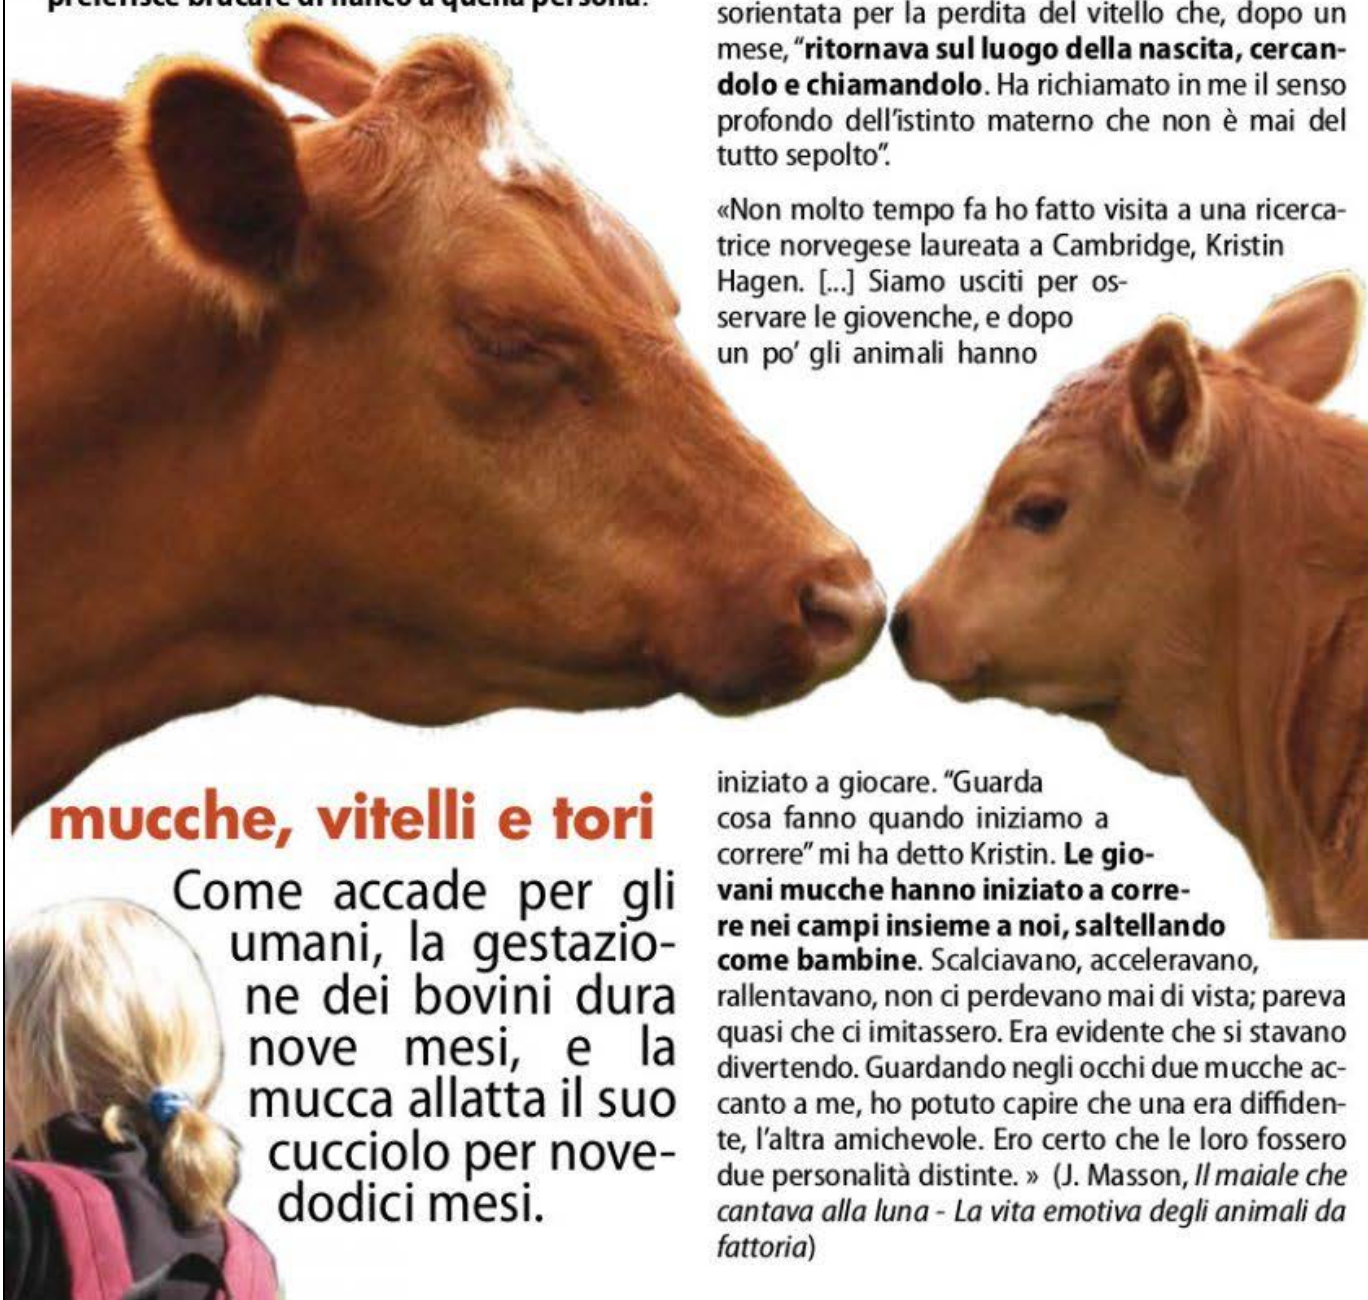 preferisce brucare di fianco a quella persona.
mucche, vitelli e tori
Come accade per gli
umani, la gestazio-
ne dei bovini dura
nove mesi, e la
mucca allatta il suo
cucciolo per nove-
dodici mesi.
sorientata per la perdita del vitello che, dopo un
mese, “ritornava sul luogo della nascita, cercan-
dolo e chiamandolo. Ha richiamato in me il senso
profondo dell’istinto materno che non è mai del
tutto sepolto”.
«Non molto tempo fa ho fatto visita a una ricerca-
trice norvegese laureata a Cambridge, Kristin
Hagen. [...] Siamo usciti per os-
servare le giovenche, e dopo
un po’ gli animali hanno
iniziato a giocare. “Guarda
cosa fanno quando iniziamo a
correre” mi ha detto Kristin. Le gio-
vani mucche hanno iniziato a corre-
re nei campi insieme a noi, saltellando
come bambine. Scalciavano, acceleravano,
rallentavano, non ci perdevano mai di vista; pareva
quasi che ci imitassero. Era evidente che si stavano
divertendo. Guardando negli occhi due mucche ac-
canto a me, ho potuto capire che una era diffiden-
te, l’altra amichevole. Ero certo che le loro fossero
due personalità distinte. » (J. Masson, Il maiale che
cantava alla luna - La vita emotiva degli animali da
fattoria)